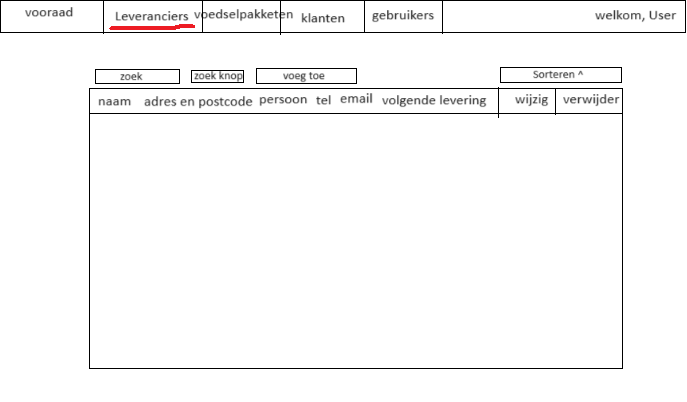 vooraad Leveranciers voedselpakketen klanten gebruikers welkom, User
zoek zoek knop voeg toe Sorteren ^
naam adres en postcode persoon tel email volgende levering wijzig verwijder